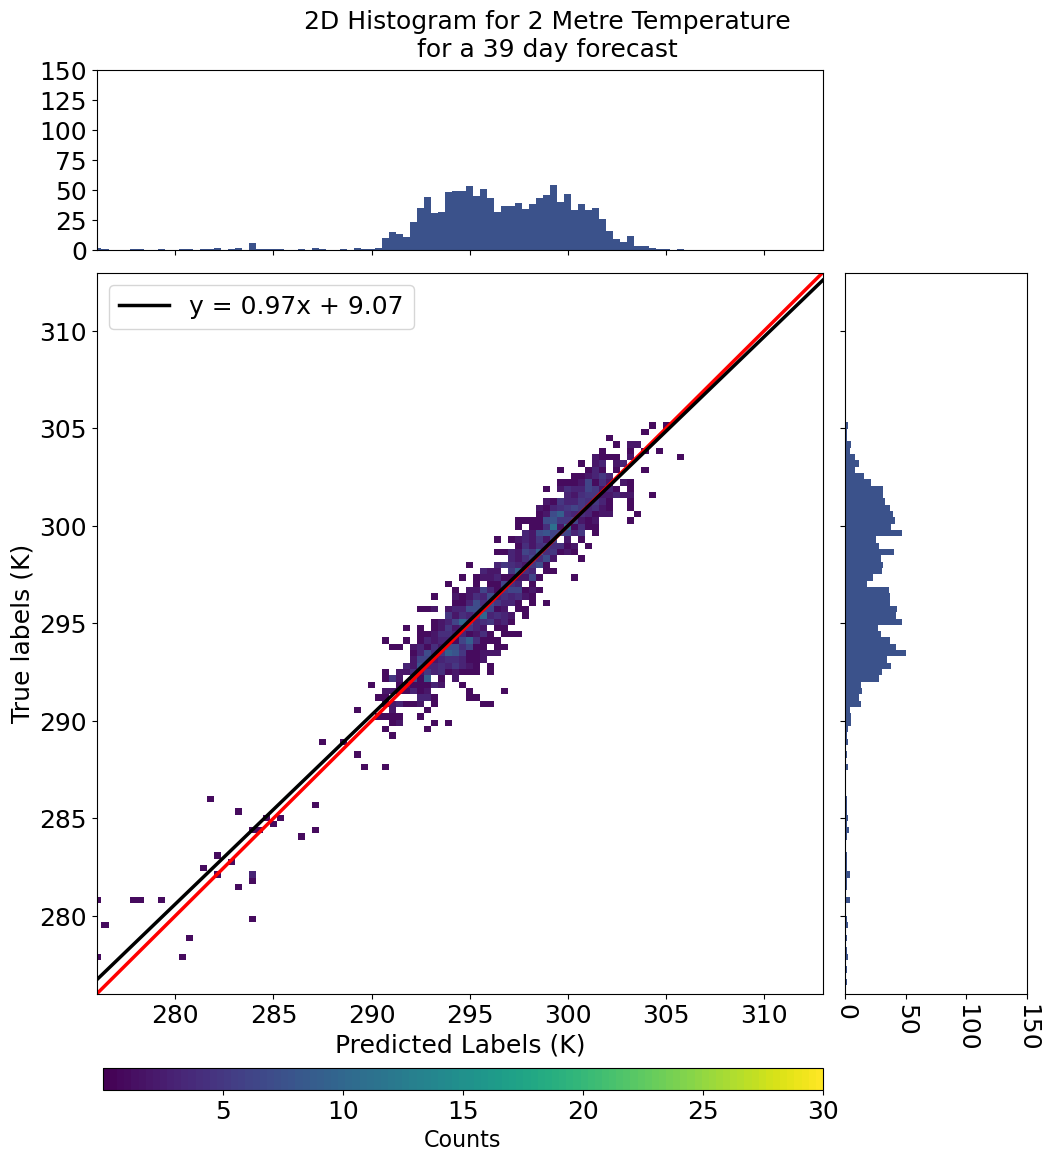 2D Histogram for 2 Metre Temperature
for a 39 day forecast
150
125
100
75
50
25
0
y = 0.97x + 9.07
310
305
300
295
290
285
280
True labels (K)
280 285 290 295 300 305 310
Predicted Labels (K)
0 50 100 150
5 10 15 20 25 30
Counts